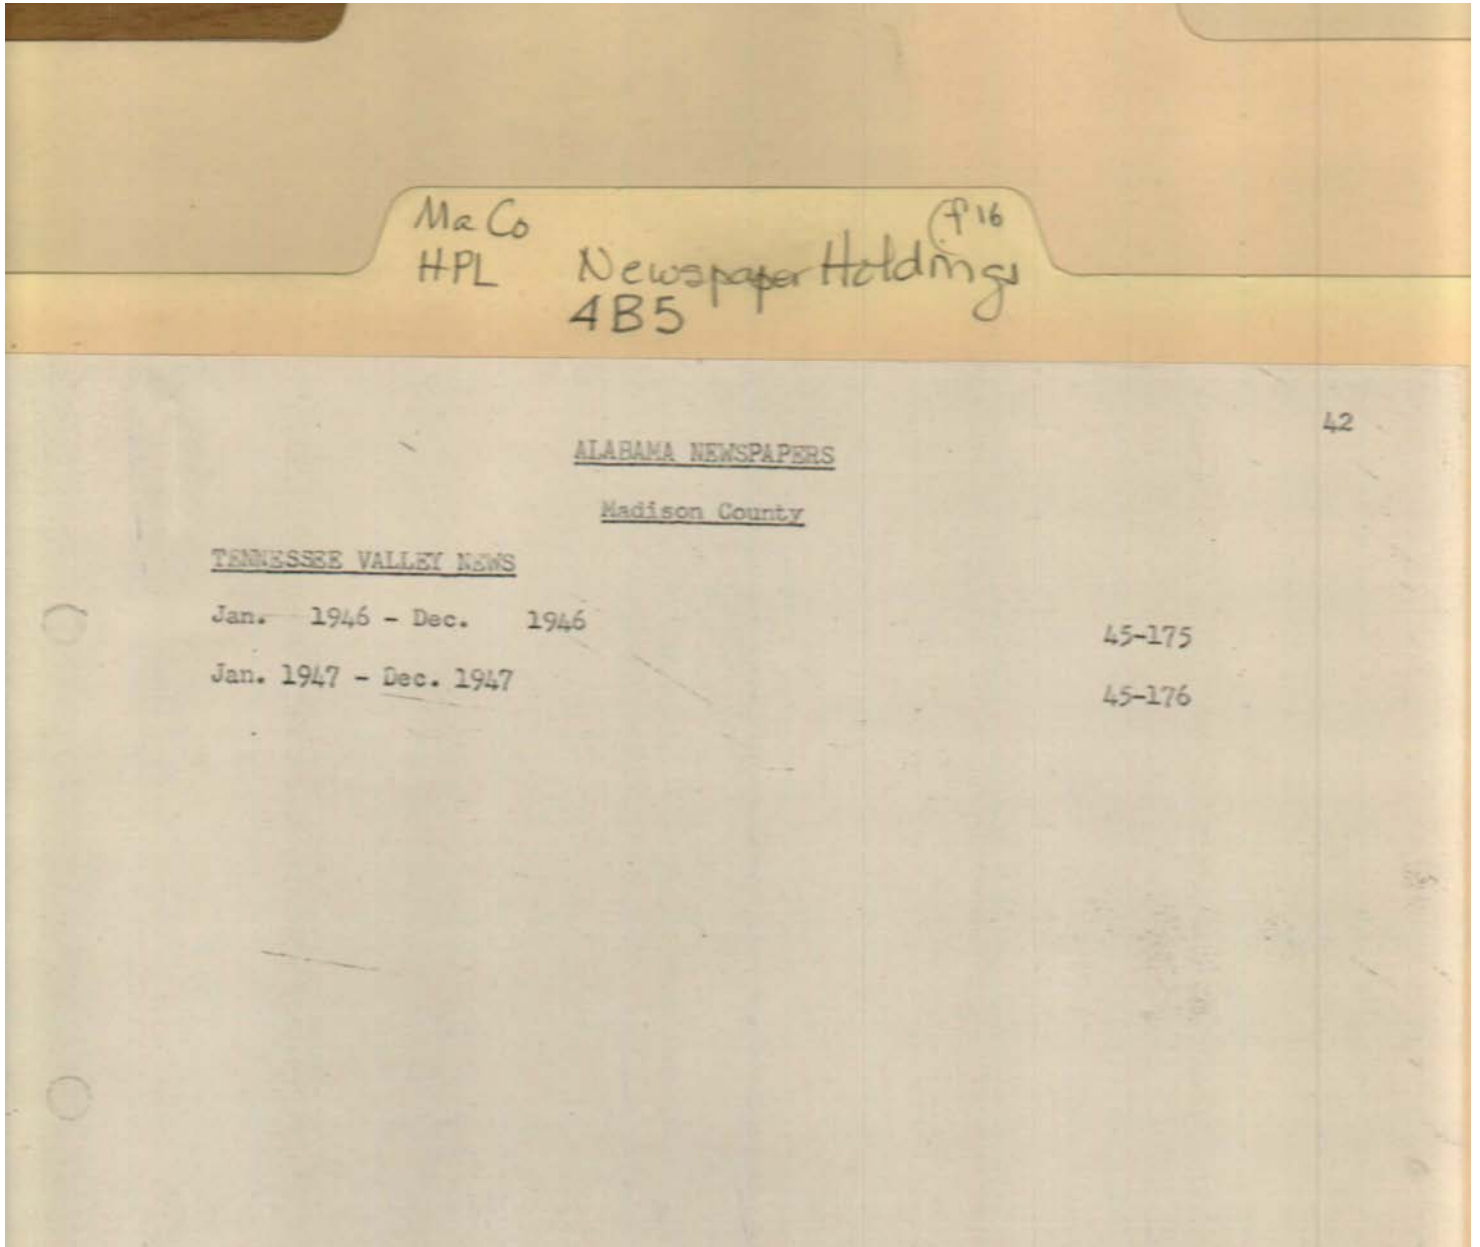 Ma Co f16
HPL Newspaper Holdings
4B5
42
ALABAMA NEWSPAPERS
Madison County
TENNESSEE VALLEY NEWS
Jan. 1946 - Dec. 1946 45-175
Jan. 1947 - Dec. 1947 45-176